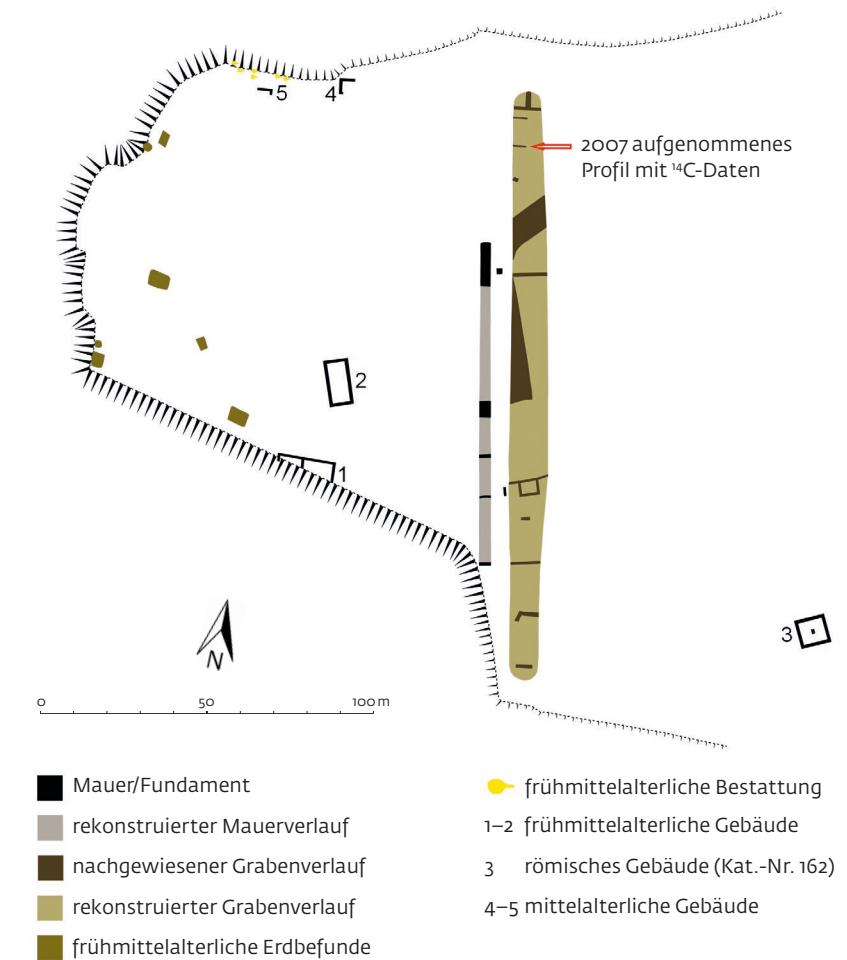 5
4
2007 aufgenommenes
Profil mit ¹⁴C-Daten
2
1
3
N
0 50 100 m
Mauer/Fundament
rekonstruierter Mauerverlauf
nachgewiesener Grabenverlauf
rekonstruierter Grabenverlauf
frühmittelalterliche Erdbefunde
frühmittelalterliche Bestattung
1–2 frühmittelalterliche Gebäude
3 römisches Gebäude (Kat.-Nr. 162)
4–5 mittelalterliche Gebäude